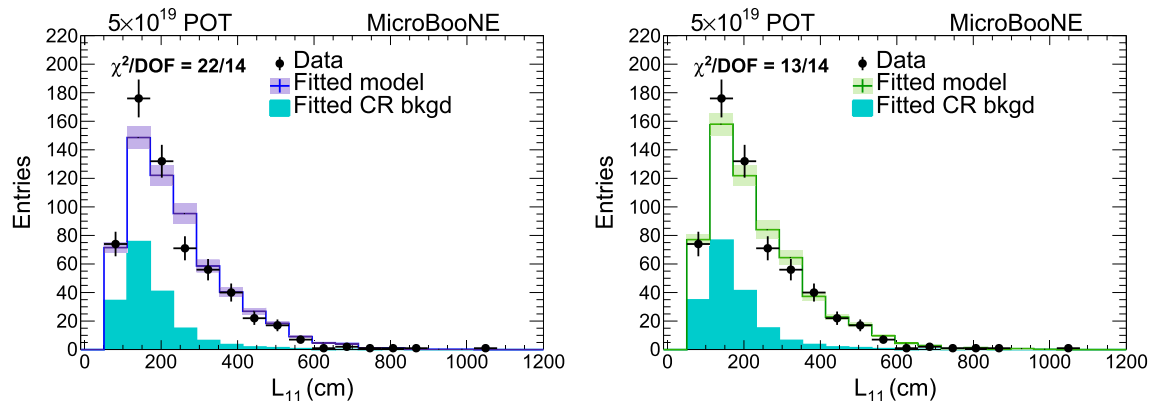 5×10¹⁹ POT MicroBooNE
χ²/DOF = 22/14
Data
Fitted model
Fitted CR bkgd
Entries
220
200
180
160
140
120
100
80
60
40
20
0
0 200 400 600 800 1000 1200
L₁₁ (cm)
5×10¹⁹ POT MicroBooNE
χ²/DOF = 13/14
Data
Fitted model
Fitted CR bkgd
Entries
220
200
180
160
140
120
100
80
60
40
20
0
0 200 400 600 800 1000 1200
L₁₁ (cm)